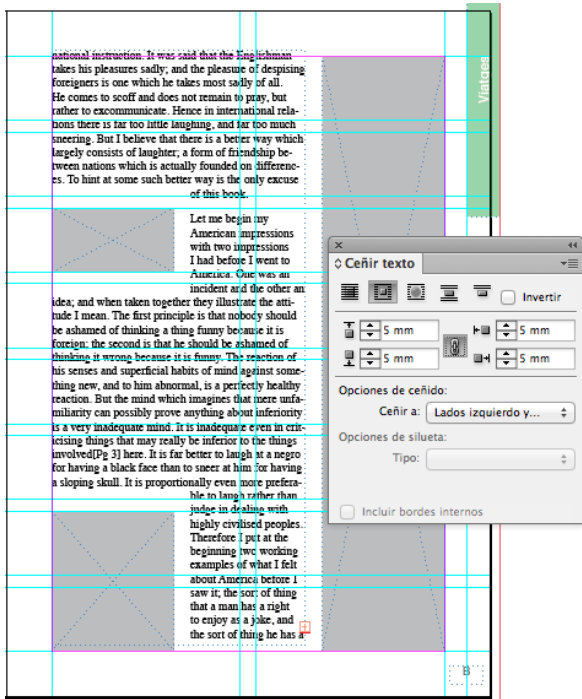 national instruction. It was said that the Englishman
takes his pleasures sadly; and the pleasure of despising
foreigners is one which he takes most sadly of all.
He comes to scoff and does not remain to pray, but
rather to excommunicate. Hence in international rela-
tions there is far too little laughing, and far too much
sneering. But I believe that there is a better way which
largely consists of laughter; a form of friendship be-
tween nations which is actually founded on differenc-
es. To hint at some such better way is the only excuse
of this book.
Let me begin my
American impressions
with two impressions
I had before I went to
America. One was an
incident and the other an
idea; and when taken together they illustrate the atti-
tude I mean. The first principle is that nobody should
be ashamed of thinking a thing funny because it is
foreign; the second is that he should be ashamed of
thinking it wrong because it is funny. The reaction of
his senses and superficial habits of mind against some-
thing new, and to him abnormal, is a perfectly healthy
reaction. But the mind which imagines that mere unfa-
miliarity can possibly prove anything about inferiority
is a very inadequate mind. It is inadequate even in crit-
icising things that may really be inferior to the things
involved[Pg 3] here. It is far better to laugh at a negro
for having a black face than to sneer at him for having
a sloping skull. It is proportionally even more prefera-
ble to laugh rather than
judge in dealing with
highly civilised peoples.
Therefore I put at the
beginning two working
examples of what I felt
about America before I
saw it; the sort of thing
that a man has a right
to enjoy as a joke, and
the sort of thing he has a
Viatges
Ceñir texto
Invertir
5 mm
5 mm
5 mm
5 mm
Opciones de ceñido:
Ceñir a: Lados izquierdo y...
Opciones de silueta:
Tipo:
Incluir bordes internos
B